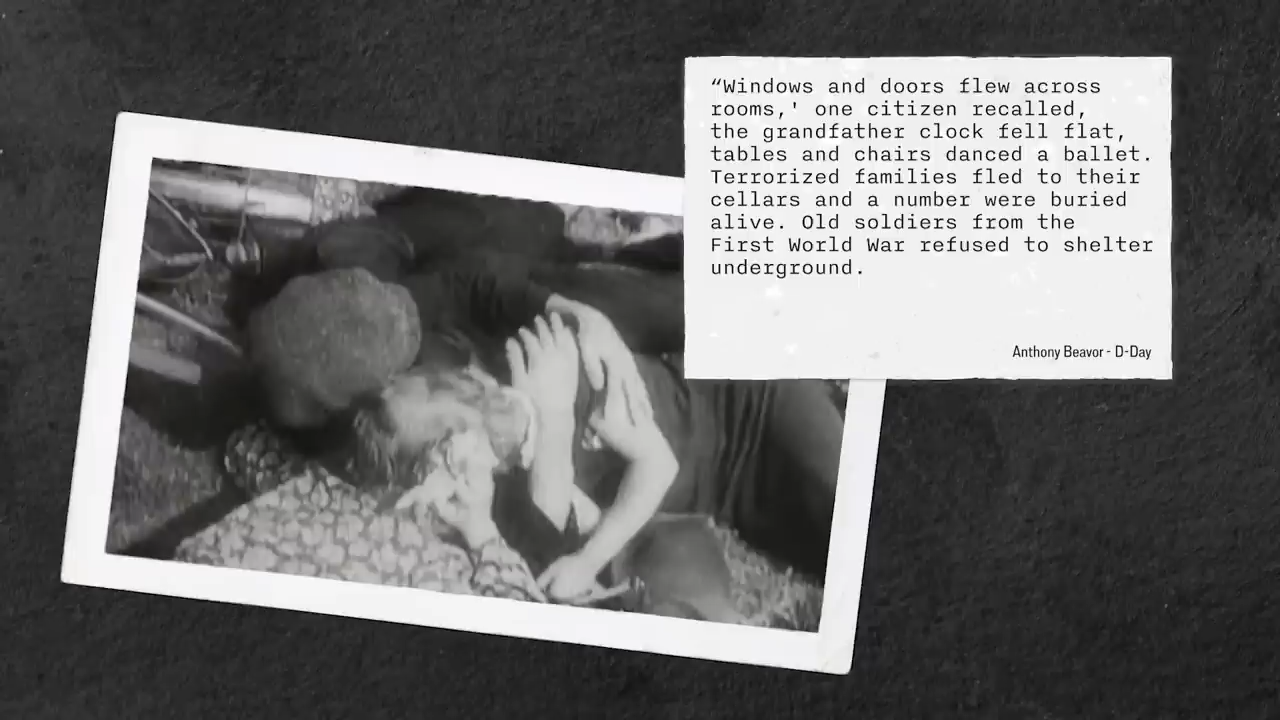 “Windows and doors flew across
rooms,' one citizen recalled,
the grandfather clock fell flat,
tables and chairs danced a ballet.
Terrorized families fled to their
cellars and a number were buried
alive. Old soldiers from the
First World War refused to shelter
underground.
Anthony Beavor - D-Day